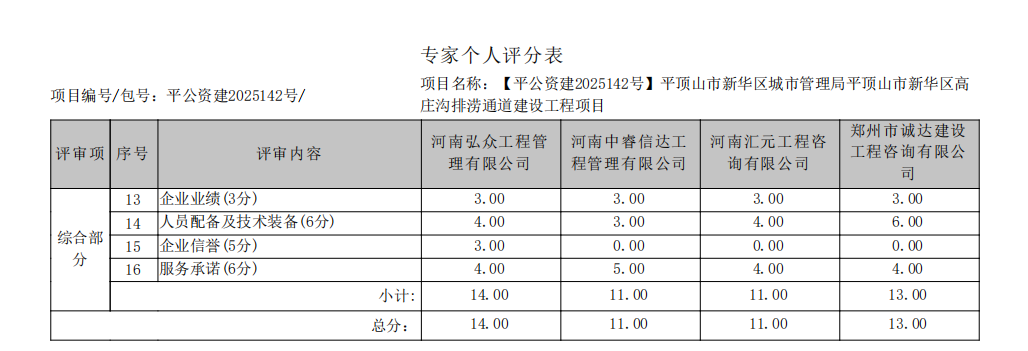 专家个人评分表
项目编号/包号：平公资建2025142号/
项目名称：【平公资建2025142号】平顶山市新华区城市管理局平顶山市新华区高
庄沟排涝通道建设工程项目
评审项 序号 评审内容 河南弘众工程管 河南中睿信达工 河南汇元工程咨 郑州市诚达建设
理有限公司 程管理有限公司 询有限公司 工程咨询有限公
司
综合部
分
13 企业业绩(3分) 3.00 3.00 3.00 3.00
14 人员配备及技术装备(6分) 4.00 3.00 4.00 6.00
15 企业信誉(5分) 3.00 0.00 0.00 0.00
16 服务承诺(6分) 4.00 5.00 4.00 4.00
小计: 14.00 11.00 11.00 13.00
总分： 14.00 11.00 11.00 13.00